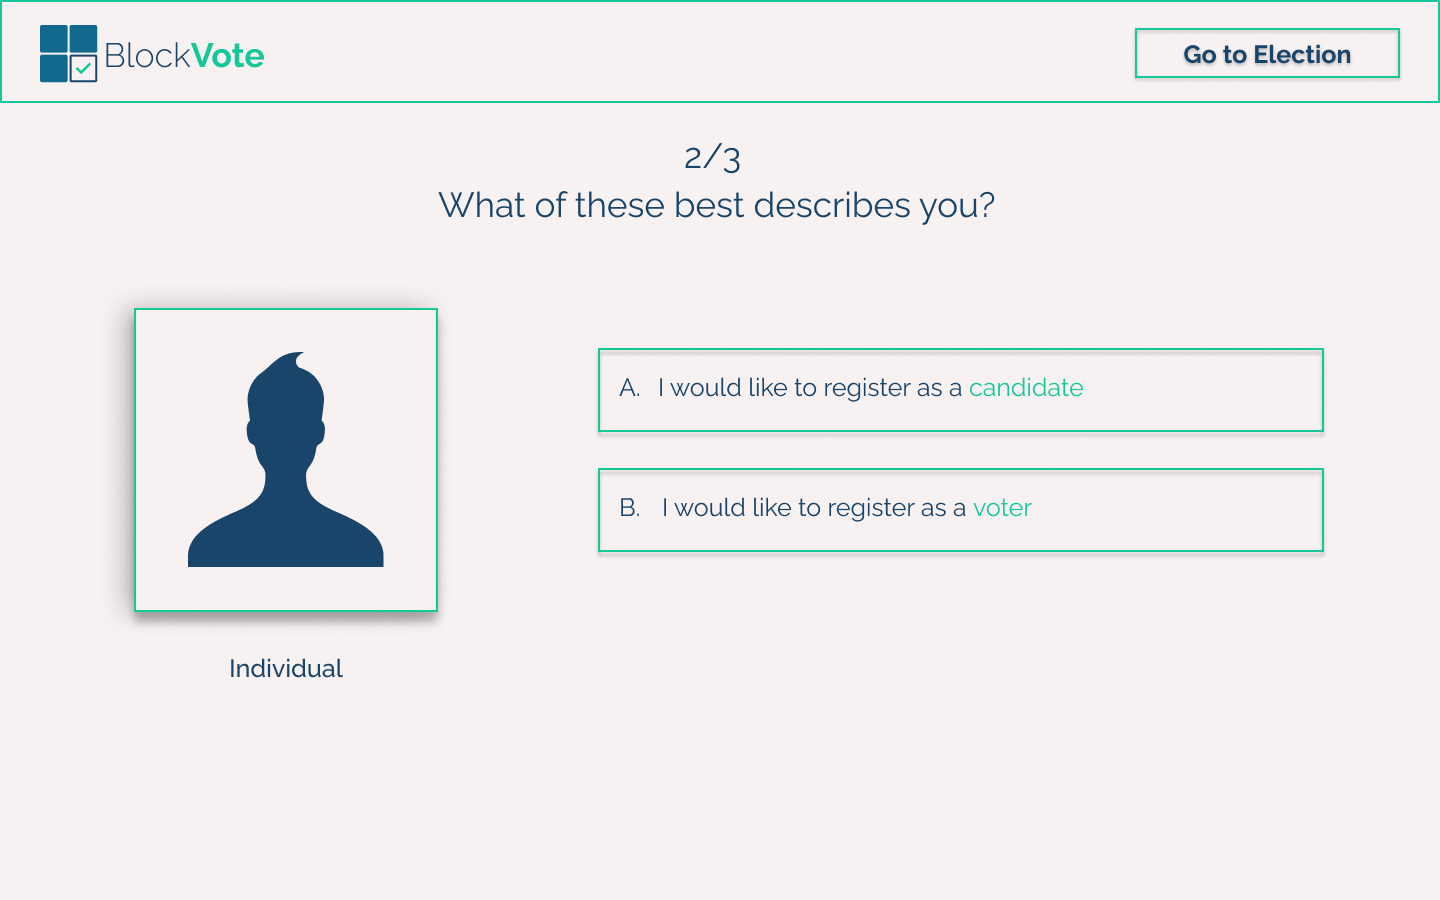 BlockVote
Go to Election
2/3
What of these best describes you?
A. I would like to register as a candidate
B. I would like to register as a voter
Individual